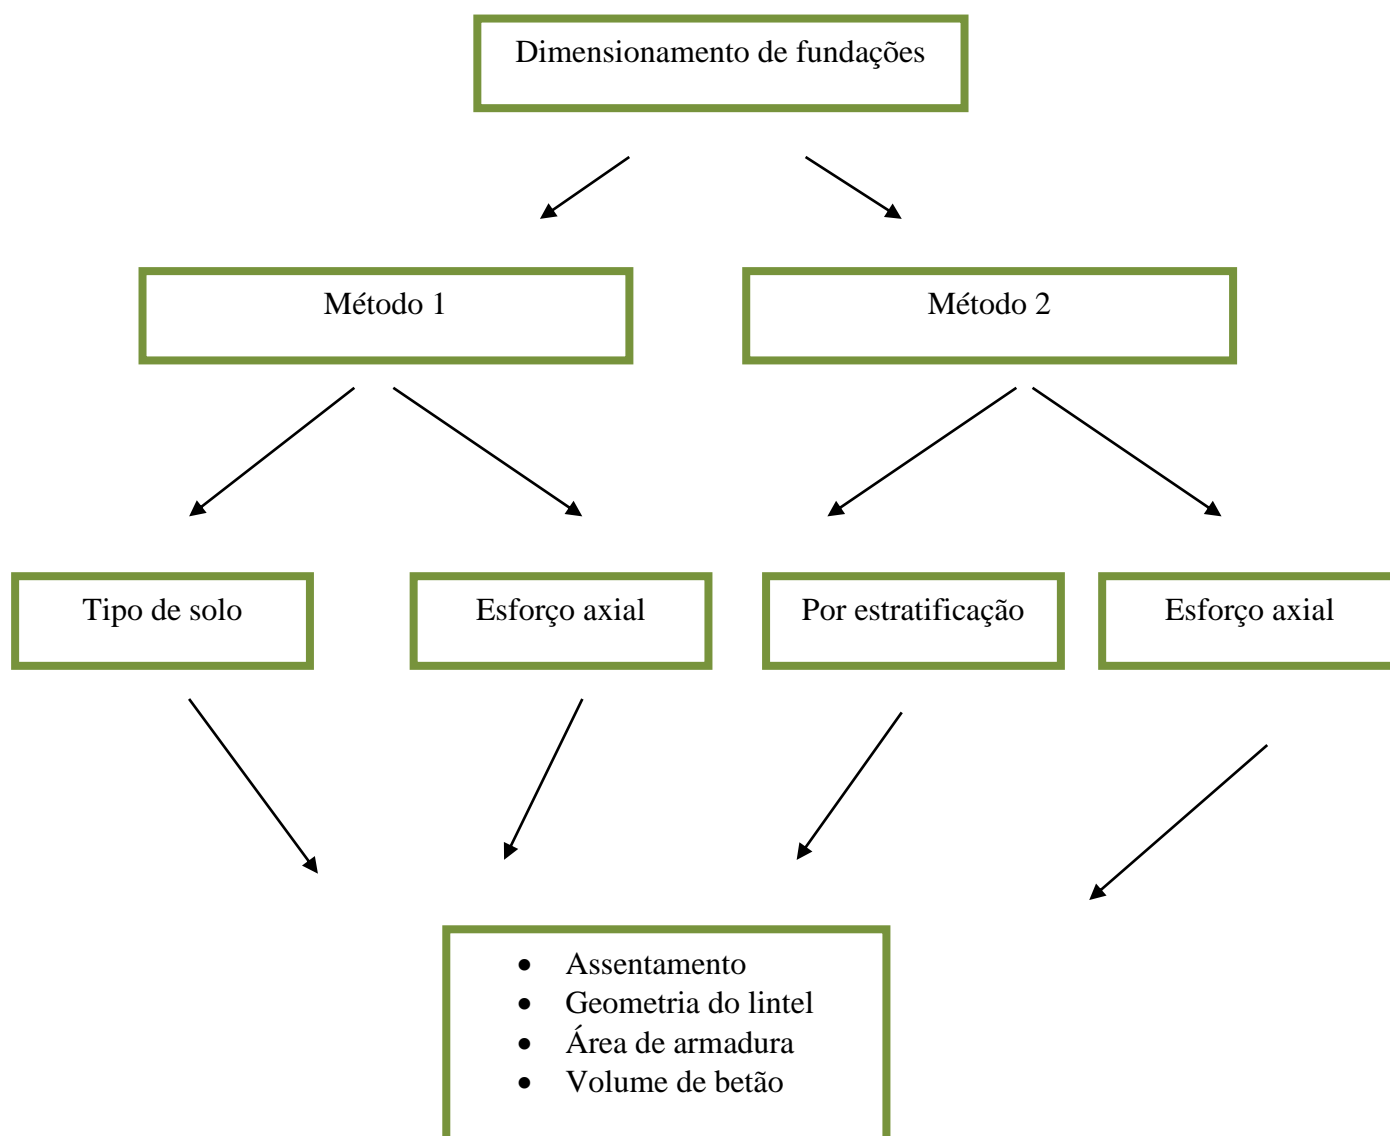 Dimensionamento de fundações
Método 1
Método 2
Tipo de solo
Esforço axial
Por estratificação
Esforço axial
• Assentamento
• Geometria do lintel
• Área de armadura
• Volume de betão